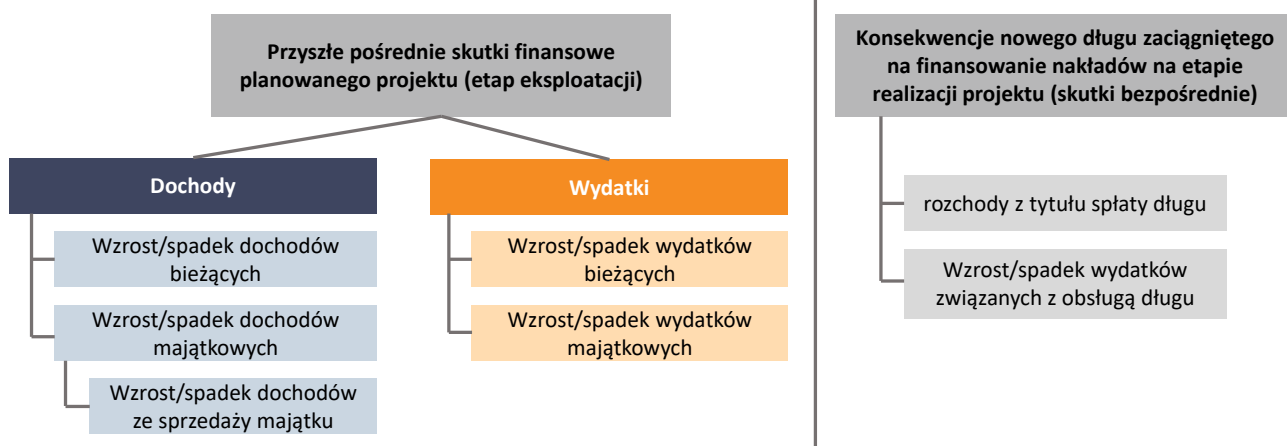 Przyszłe pośrednie skutki finansowe
planowanego projektu (etap eksploatacji)
Dochody
Wzrost/spadek dochodów
bieżących
Wzrost/spadek dochodów
majątkowych
Wzrost/spadek dochodów
ze sprzedaży majątku
Wydatki
Wzrost/spadek wydatków
bieżących
Wzrost/spadek wydatków
majątkowych
Konsekwencje nowego długu zaciągniętego
na finansowanie nakładów na etapie
realizacji projektu (skutki bezpośrednie)
rozchody z tytułu spłaty długu
Wzrost/spadek wydatków
związanych z obsługą długu